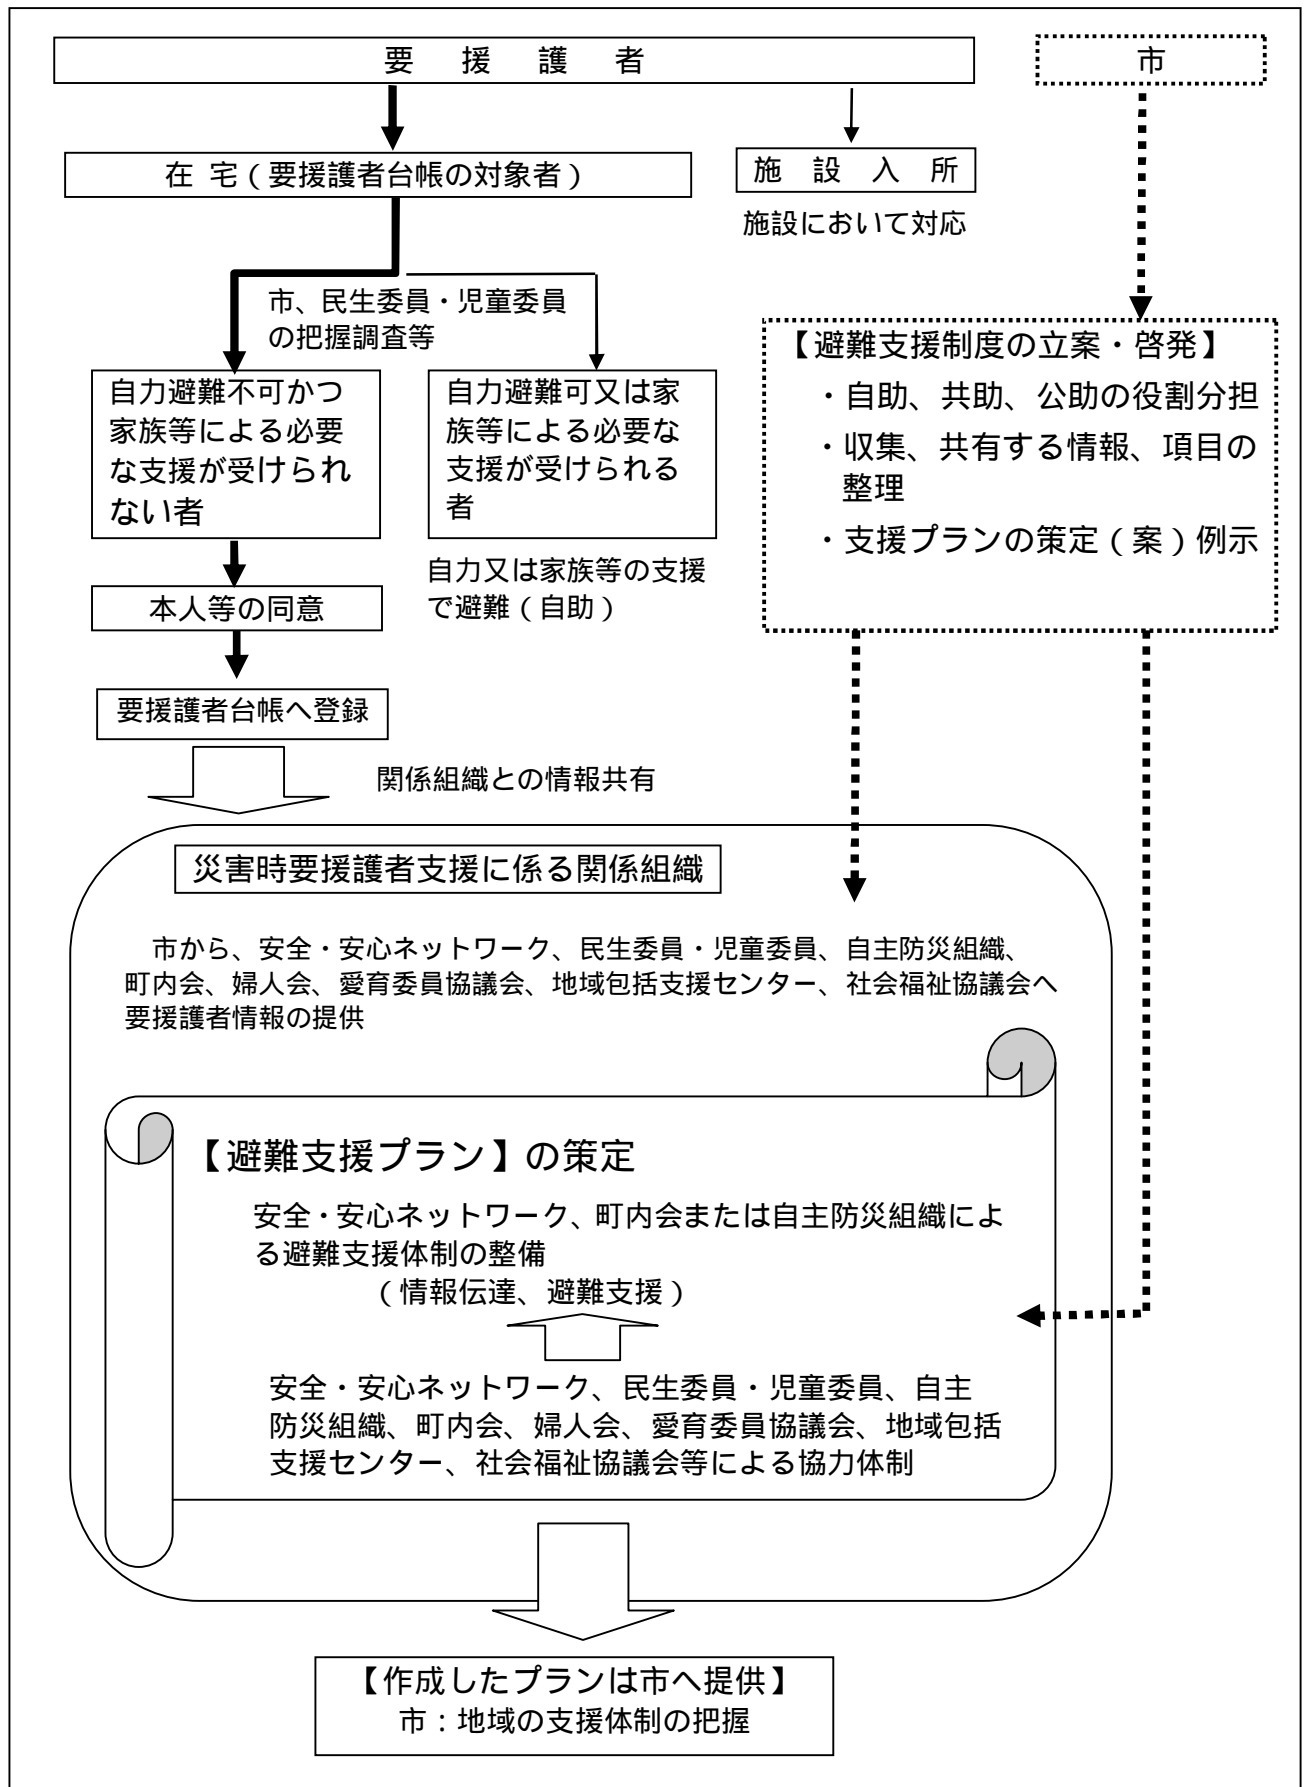 要援護者
市
在 宅(要援護者台帳の対象者)
施設入所
施設において対応
市、民生委員・児童委員
の把握調査等
自力避難不可かつ
家族等による必要
な支援が受けられ
ない者
自力避難可又は家
族等による必要な
支援が受けられる
者
自力又は家族等の支援
で避難(自助)
本人等の同意
要援護者台帳へ登録
関係組織との情報共有
【避難支援制度の立案・啓発】
・自助、共助、公助の役割分担
・収集、共有する情報、項目の
整理
・支援プランの策定(案)例示
災害時要援護者支援に係る関係組織
市から、安全・安心ネットワーク、民生委員・児童委員、自主防災組織、
町内会、婦人会、愛育委員協議会、地域包括支援センター、社会福祉協議会へ
要援護者情報の提供
【避難支援プラン】の策定
安全・安心ネットワーク、町内会または自主防災組織によ
る避難支援体制の整備
(情報伝達、避難支援)
安全・安心ネットワーク、民生委員・児童委員、自主
防災組織、町内会、婦人会、愛育委員協議会、地域包括
支援センター、社会福祉協議会等による協力体制
【作成したプランは市へ提供】
市:地域の支援体制の把握